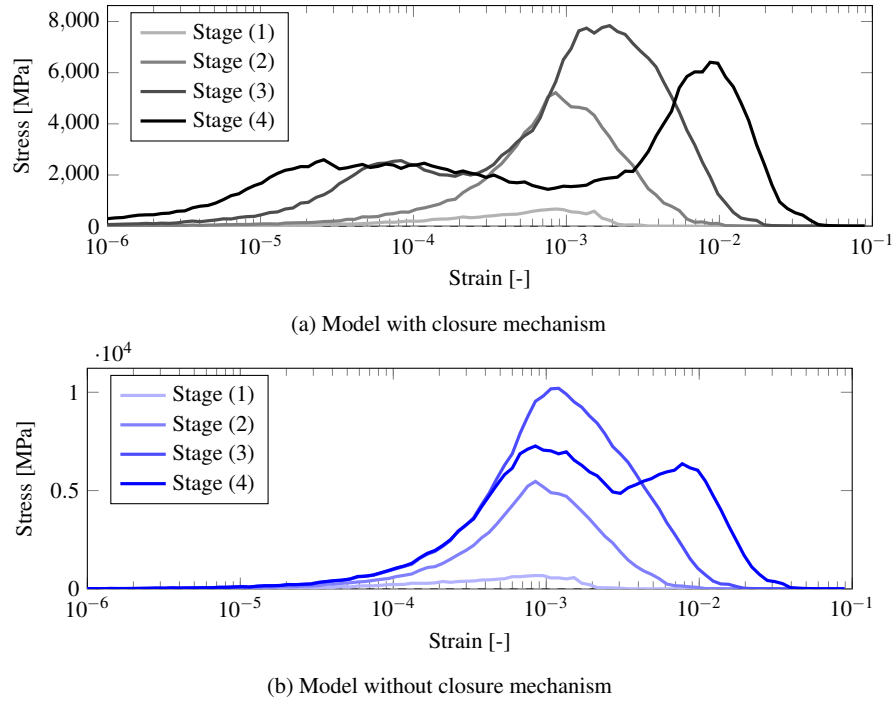 8,000
6,000
4,000
2,000
0
Stress [MPa]
Stage (1)
Stage (2)
Stage (3)
Stage (4)
10⁻⁶ 10⁻⁵ 10⁻⁴ 10⁻³ 10⁻² 10⁻¹
Strain [-]
(a) Model with closure mechanism
·10⁴
1
0.5
0
Stress [MPa]
Stage (1)
Stage (2)
Stage (3)
Stage (4)
10⁻⁶ 10⁻⁵ 10⁻⁴ 10⁻³ 10⁻² 10⁻¹
Strain [-]
(b) Model without closure mechanism